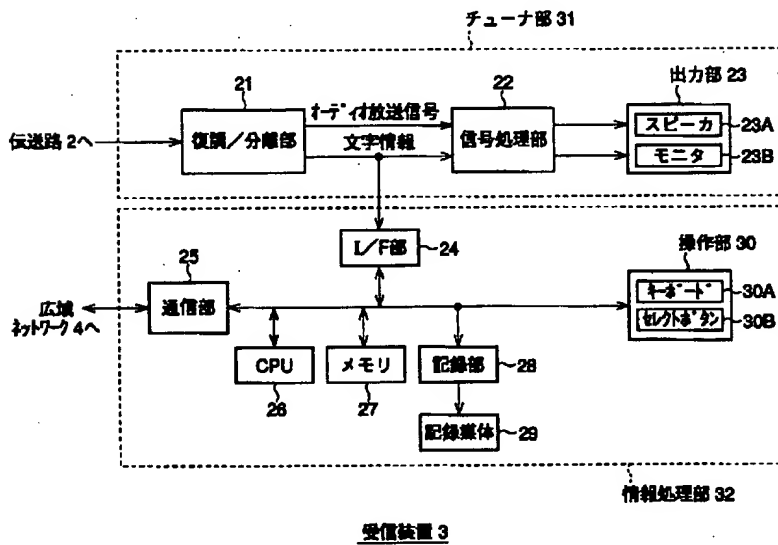 チューナ部 31
21
オーディオ放送信号
22
出力部 23
伝送路 2へ
復調/分離部
文字情報
信号処理部
スピーカ
23A
モニタ
23B
I/F部
24
25
操作部 30
広域
ネットワーク 4へ
通信部
キーボード
30A
セレクトボタン
30B
CPU
メモリ
記録部
28
26
27
記録媒体
29
情報処理部 32
受信装置 3